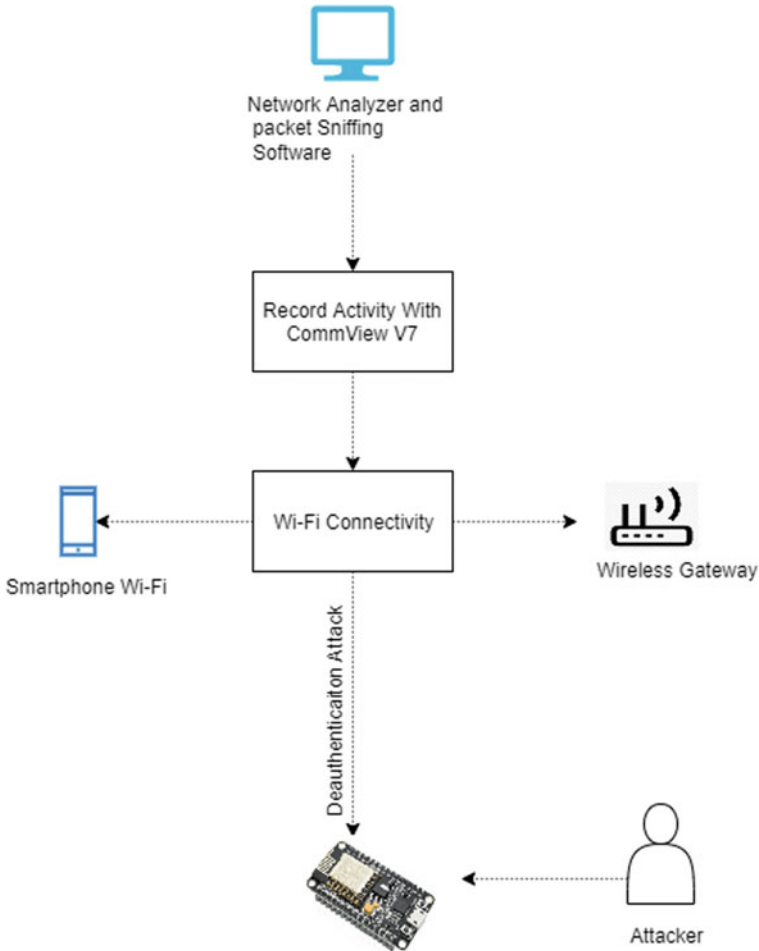 Network Analyzer and
packet Sniffing
Software
Record Activity With
CommView V7
Wi-Fi Connectivity
Smartphone Wi-Fi
Wireless Gateway
Deauthenticaiton Attack
Attacker